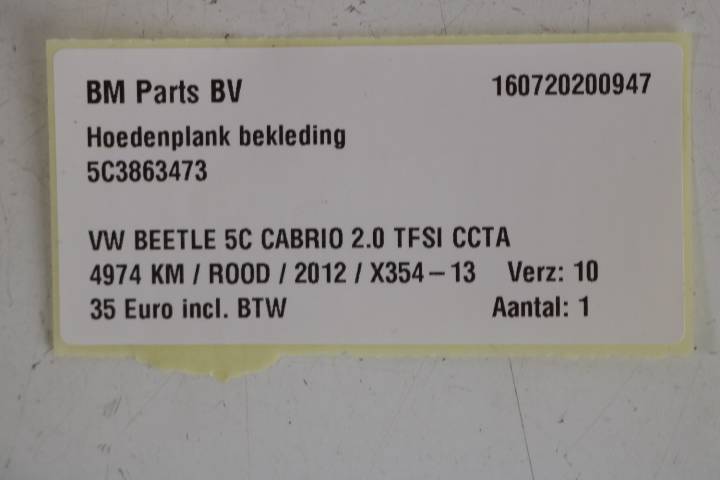 BM Parts BV 160720200947
Hoedenplank bekleding
5C3863473
VW BEETLE 5C CABRIO 2.0 TFSI CCTA
4974 KM / ROOD / 2012 / X354-13 Verz: 10
35 Euro incl. BTW Aantal: 1